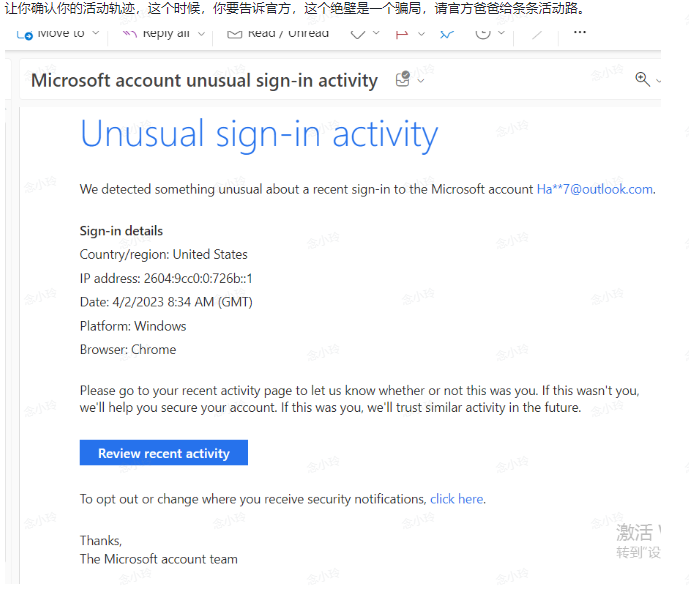 让你确认你的活动轨迹，这个时候，你要告诉官方，这个绝壁是一个骗局，请官方爸爸给条条活动路。
Move to Reply all Read / Unread
Microsoft account unusual sign-in activity
Unusual sign-in activity
We detected something unusual about a recent sign-in to the Microsoft account Ha**7@outlook.com.
Sign-in details
Country/region: United States
IP address: 2604:9cc0:0:726b::1
Date: 4/2/2023 8:34 AM (GMT)
Platform: Windows
Browser: Chrome
Please go to your recent activity page to let us know whether or not this was you. If this wasn't you,
we'll help you secure your account. If this was you, we'll trust similar activity in the future.
Review recent activity
To opt out or change where you receive security notifications, click here.
Thanks,
The Microsoft account team
激活
转到"设
念小玲